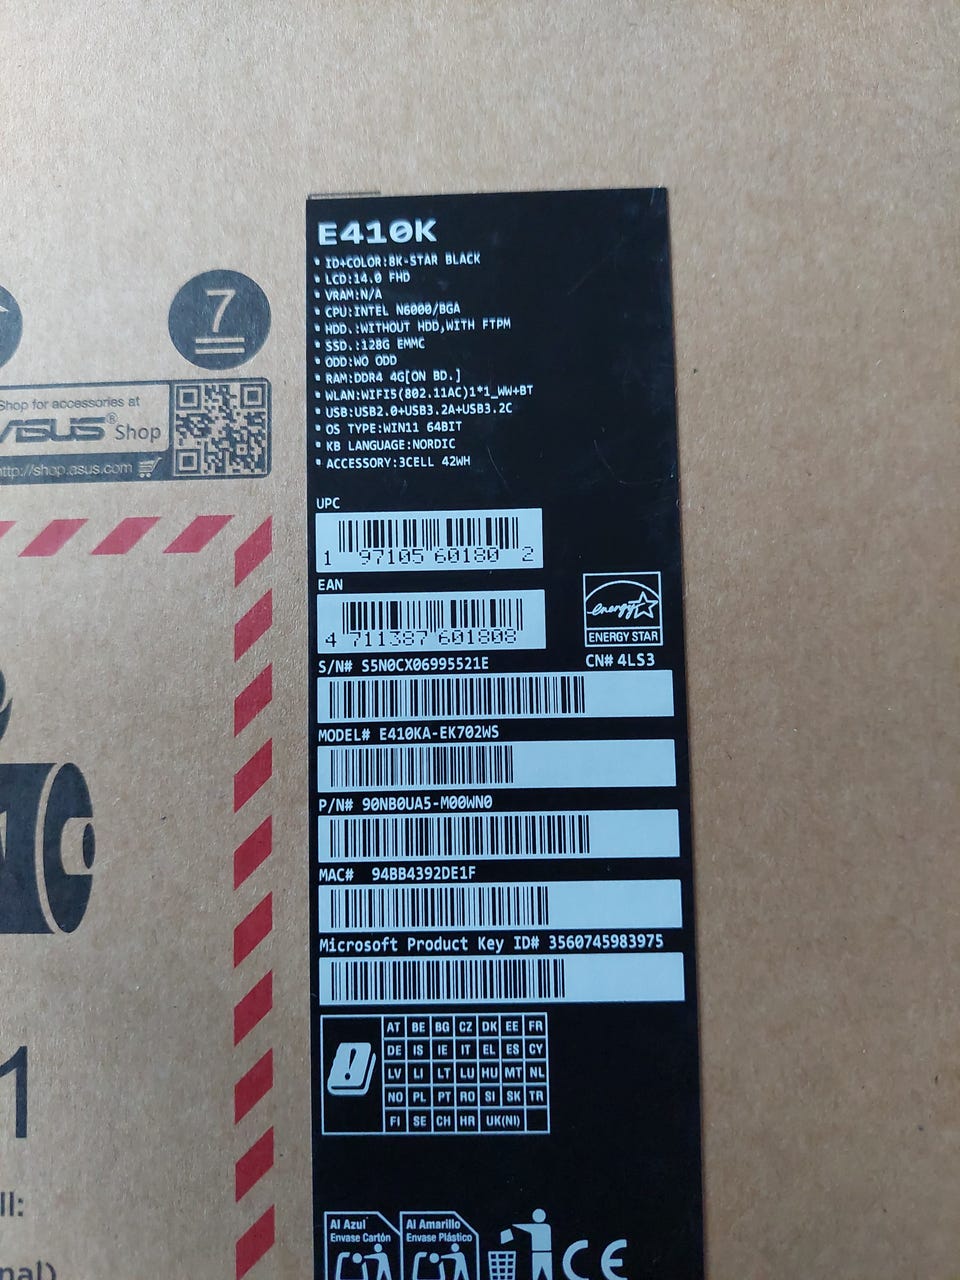 7
Shop for accessories at
ASUS® Shop
http://shop.asus.com
E410K
ID+COLOR:8K-STAR BLACK
LCD:14.0 FHD
VRAM:N/A
CPU:INTEL N6000/BGA
HDD.:WITHOUT HDD,WITH FTPM
SSD.:128G EMMC
ODD:WO ODD
RAM:DDR4 4G[ON BD.]
WLAN:WIFI5(802.11AC)1*1_WW+BT
USB:USB2.0+USB3.2A+USB3.2C
OS TYPE:WIN11 64BIT
KB LANGUAGE:NORDIC
ACCESSORY:3CELL 42WH
UPC
1 97105 60180 2
EAN
4 711387 601808
energy
ENERGY STAR
S/N# S5N0CX06995521E CN# 4LS3
MODEL# E410KA-EK702WS
P/N# 90NB0UA5-M00WN0
MAC# 94BB4392DE1F
Microsoft Product Key ID# 3560745983975
AT BE BG CZ DK EE FR
DE IS IE IT EL ES CY
LV LI LT LU HU MT NL
NO PL PT RO SI SK TR
FI SE CH HR UK(NI)
1
ll:
nal)
Al Azul Envase Cartón
Al Amarillo Envase Plástico
CE